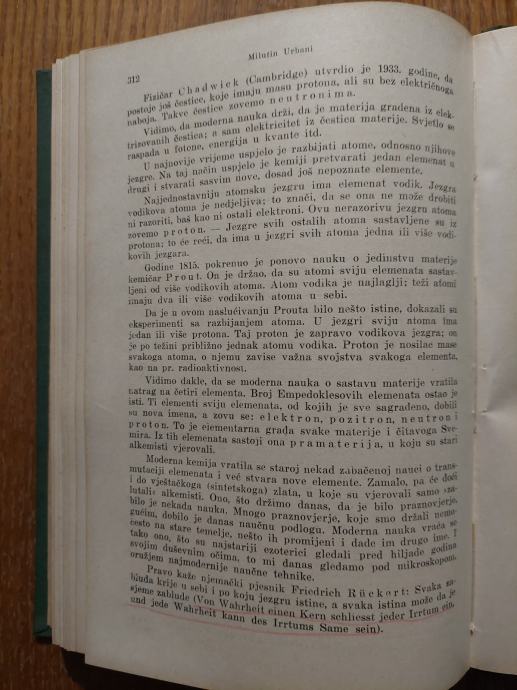 312
Milutin Urbani
Fizičar Chadwick (Cambridge) utvrdio je 1933. godine, da
postoje još čestice, koje imaju masu protona, ali su bez električnoga
naboja. Takve čestice zovemo neutronima.
Vidimo, da moderna nauka drži, da je materija građena iz elek-
trizovanih čestica; a sam elektricitet iz čestica materije. Svjetlo se
raspada u fotone, energija u kvante itd.
U najnovije vrijeme uspjelo je razbijati atome, odnosno njihove
jezgre. Na taj način uspjelo je kemiji pretvarati jedan elemenat u
drugi i stvarati sasvim nove, dosad još nepoznate elemente.
Najjednostavniju atomsku jezgru ima elemenat vodik. Jezgra
vodikova atoma je nedjeljiva; to znači, da se ona ne može drobiti
ni razoriti, baš kao ni ostali elektroni. Ovu nerazorivu jezgru atoma
zovemo proton. — Jezgre svih ostalih atoma sastavljene su iz
protona; to će reći, da ima u jezgri svih atoma jedna ili više vodi-
kovih jezgara.
Godine 1815. pokrenuo je ponovo nauku o jedinstvu materije
kemičar Prout. On je držao, da su atomi sviju elemenata sastav-
ljeni od više vodikovih atoma. Atom vodika je najlaglji; teži atomi
imaju dva ili više vodikovih atoma u sebi.
Da je u ovom naslućivanju Prouta bilo nešto istine, dokazali su
eksperimenti sa razbijanjem atoma. U jezgri sviju atoma ima
jedan ili više protona. Taj proton je zapravo vodikova jezgra; on
je po težini približno jednak atomu vodika. Proton je nosilac mase
svakoga atoma, o njemu zavise važna svojstva svakoga elementa,
kao na pr. radioaktivnost.
Vidimo dakle, da se moderna nauka o sastavu materije vratila
natrag na četiri elementa. Broj Empedoklesovih elemenata ostao je
isti. Ti elementi sviju elemenata, od kojih je sve sagrađeno, dobili
su nova imena, a zovu se: elektron, pozitron, neutron i
proton. To je elementarna građa svake materije i čitavoga Sve-
mira. Iz tih elemenata sastoji ona pramaterija, u koju su stari
alkemisti vjerovali.
Moderna kemija vratila se staroj nekad zabačenoj nauci o trans-
mutaciji elemenata i već stvara nove elemente. Zamalo, pa će doći
i do vještačkoga (sintetskoga) zlata, u koje su vjerovali samo »za-
lutali« alkemisti. Ono, što držimo danas, da je bilo praznovjerje,
bilo je nekada nauka. Mnogo praznovjerje, koje smo držali nemo-
gućim, dobilo je danas naučnu podlogu. Moderna nauka vraća se
često na stare temelje, nešto ih promijeni i dade im drugo ime. I
tako ono, što su najstariji ezoterici gledali pred hiljade godina
svojim duševnim očima, to mi danas gledamo pod mikroskopom,
oružjem najmodernije naučne tehnike.
Pravo kaže njemački pjesnik Friedrich Rückert: Svaka za-
bluda krije u sebi i po koju jezgru istine, a svaka istina može da je
sjeme zablude (Von Wahrheit einen Kern schliesst jeder Irrtum ein,
und jede Wahrheit kann des Irrtums Same sein).